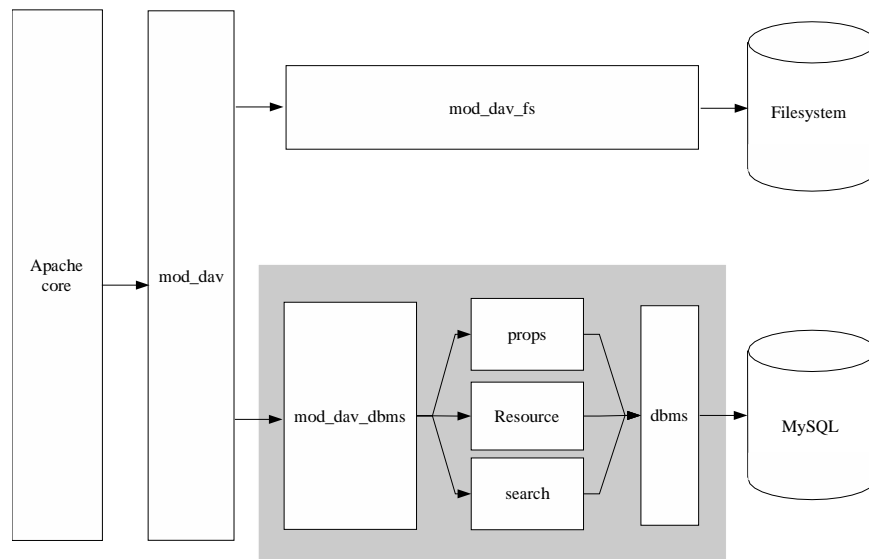 mod_dav_fs
Filesystem
Apache
core
mod_dav
props
mod_dav_dbms
Resource
dbms
MySQL
search